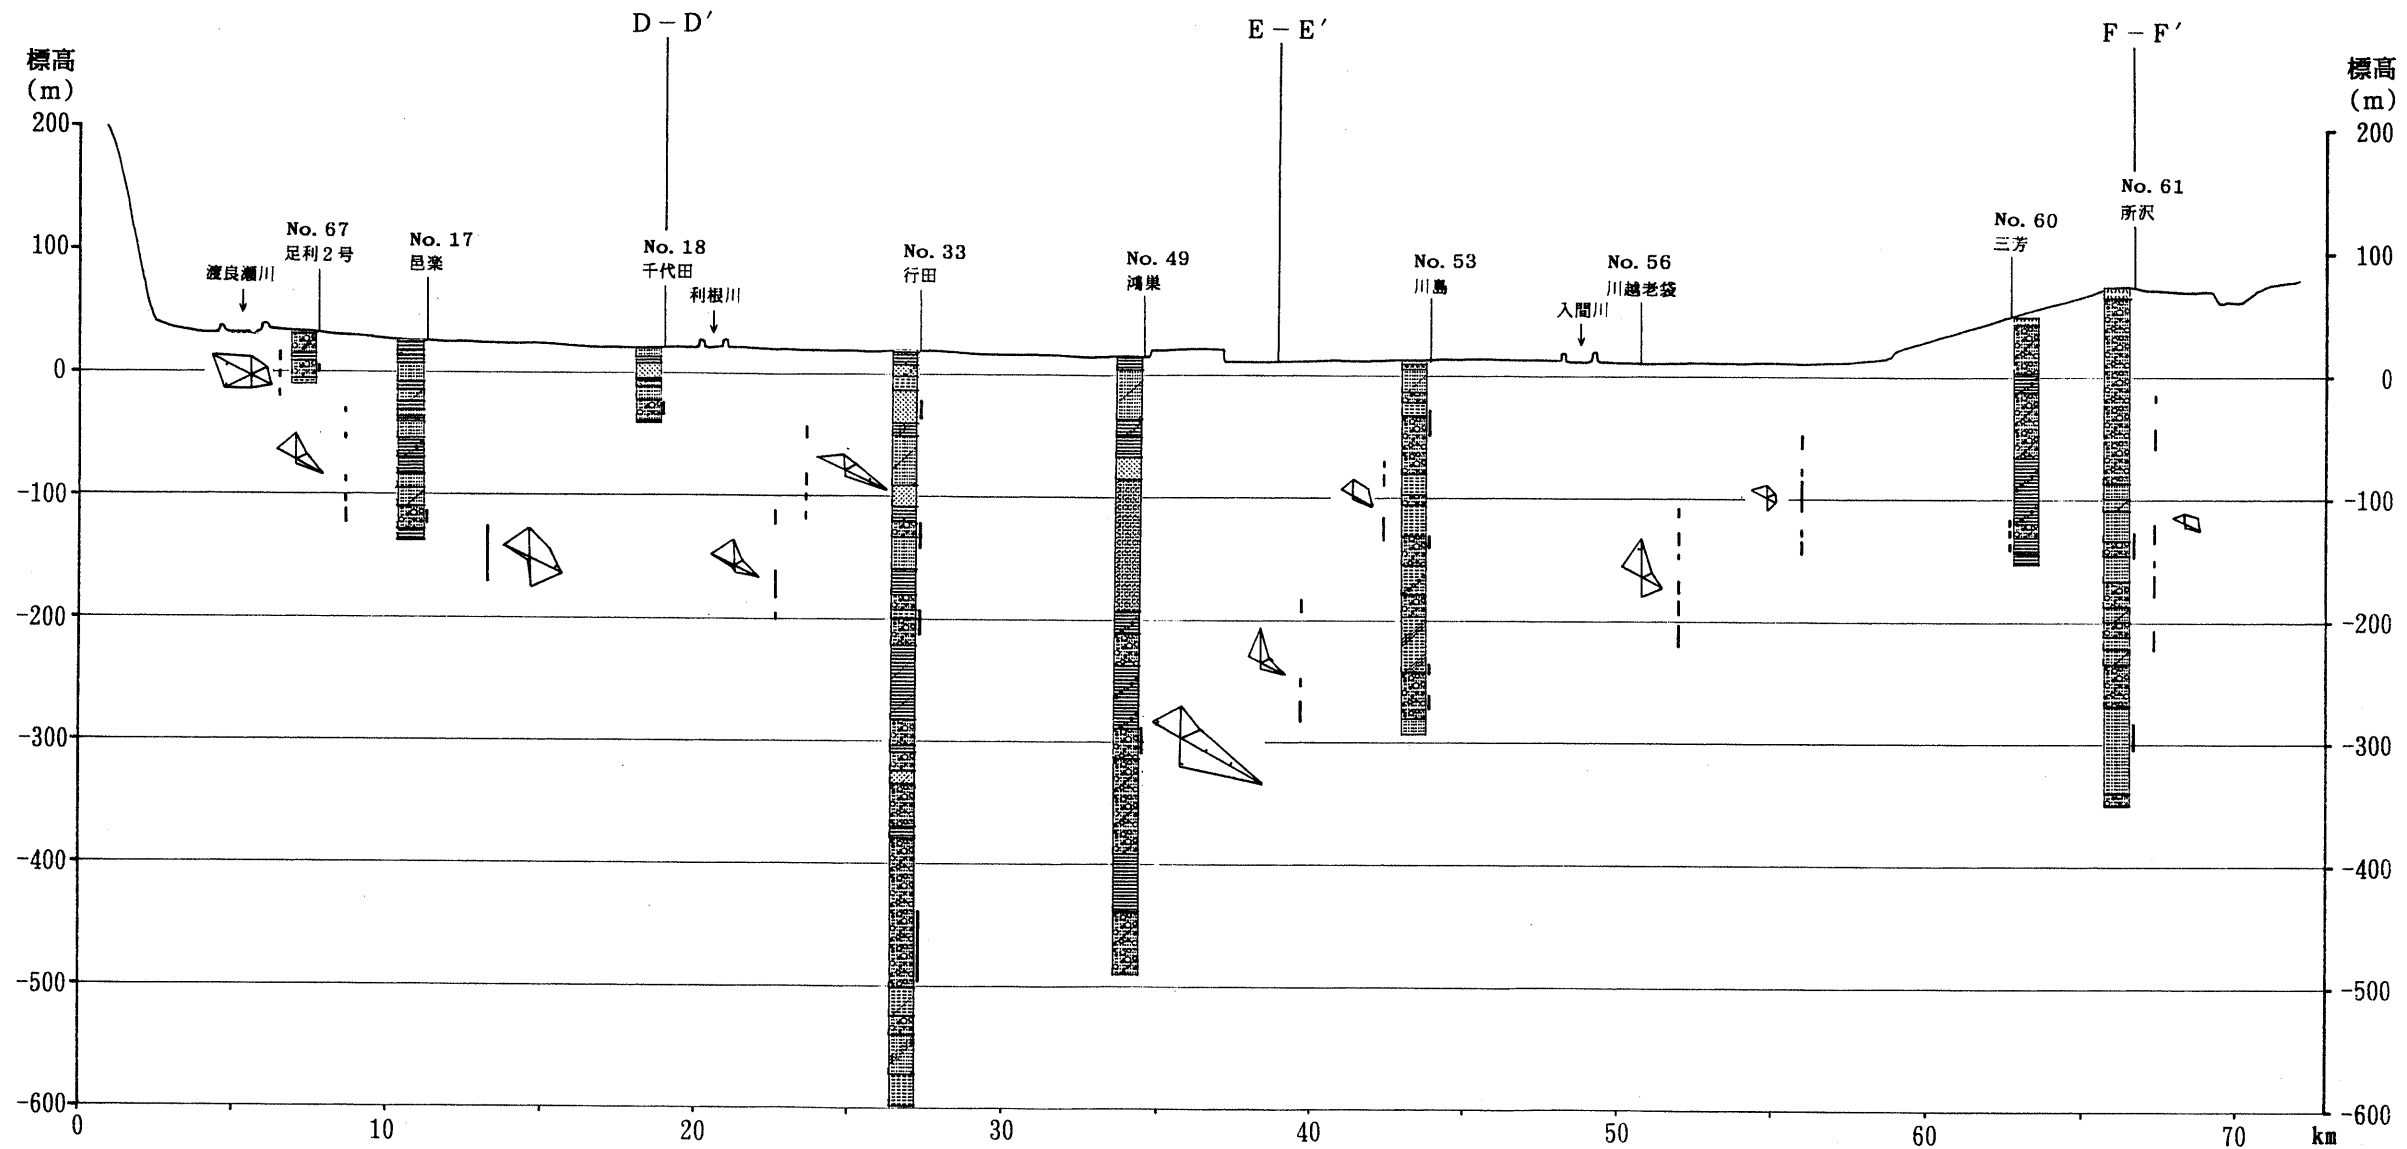 D－D′
E－E′
F－F′
標高
(m)
標高
(m)
200
100
0
-100
-200
-300
-400
-500
-600
200
100
0
-100
-200
-300
-400
-500
-600
渡良瀬川
No. 67
足利２号
No. 17
邑楽
No. 18
千代田
利根川
No. 33
行田
No. 49
鴻巣
No. 53
川島
入間川
No. 56
川越老袋
No. 60
三芳
No. 61
所沢
0 10 20 30 40 50 60 70 km